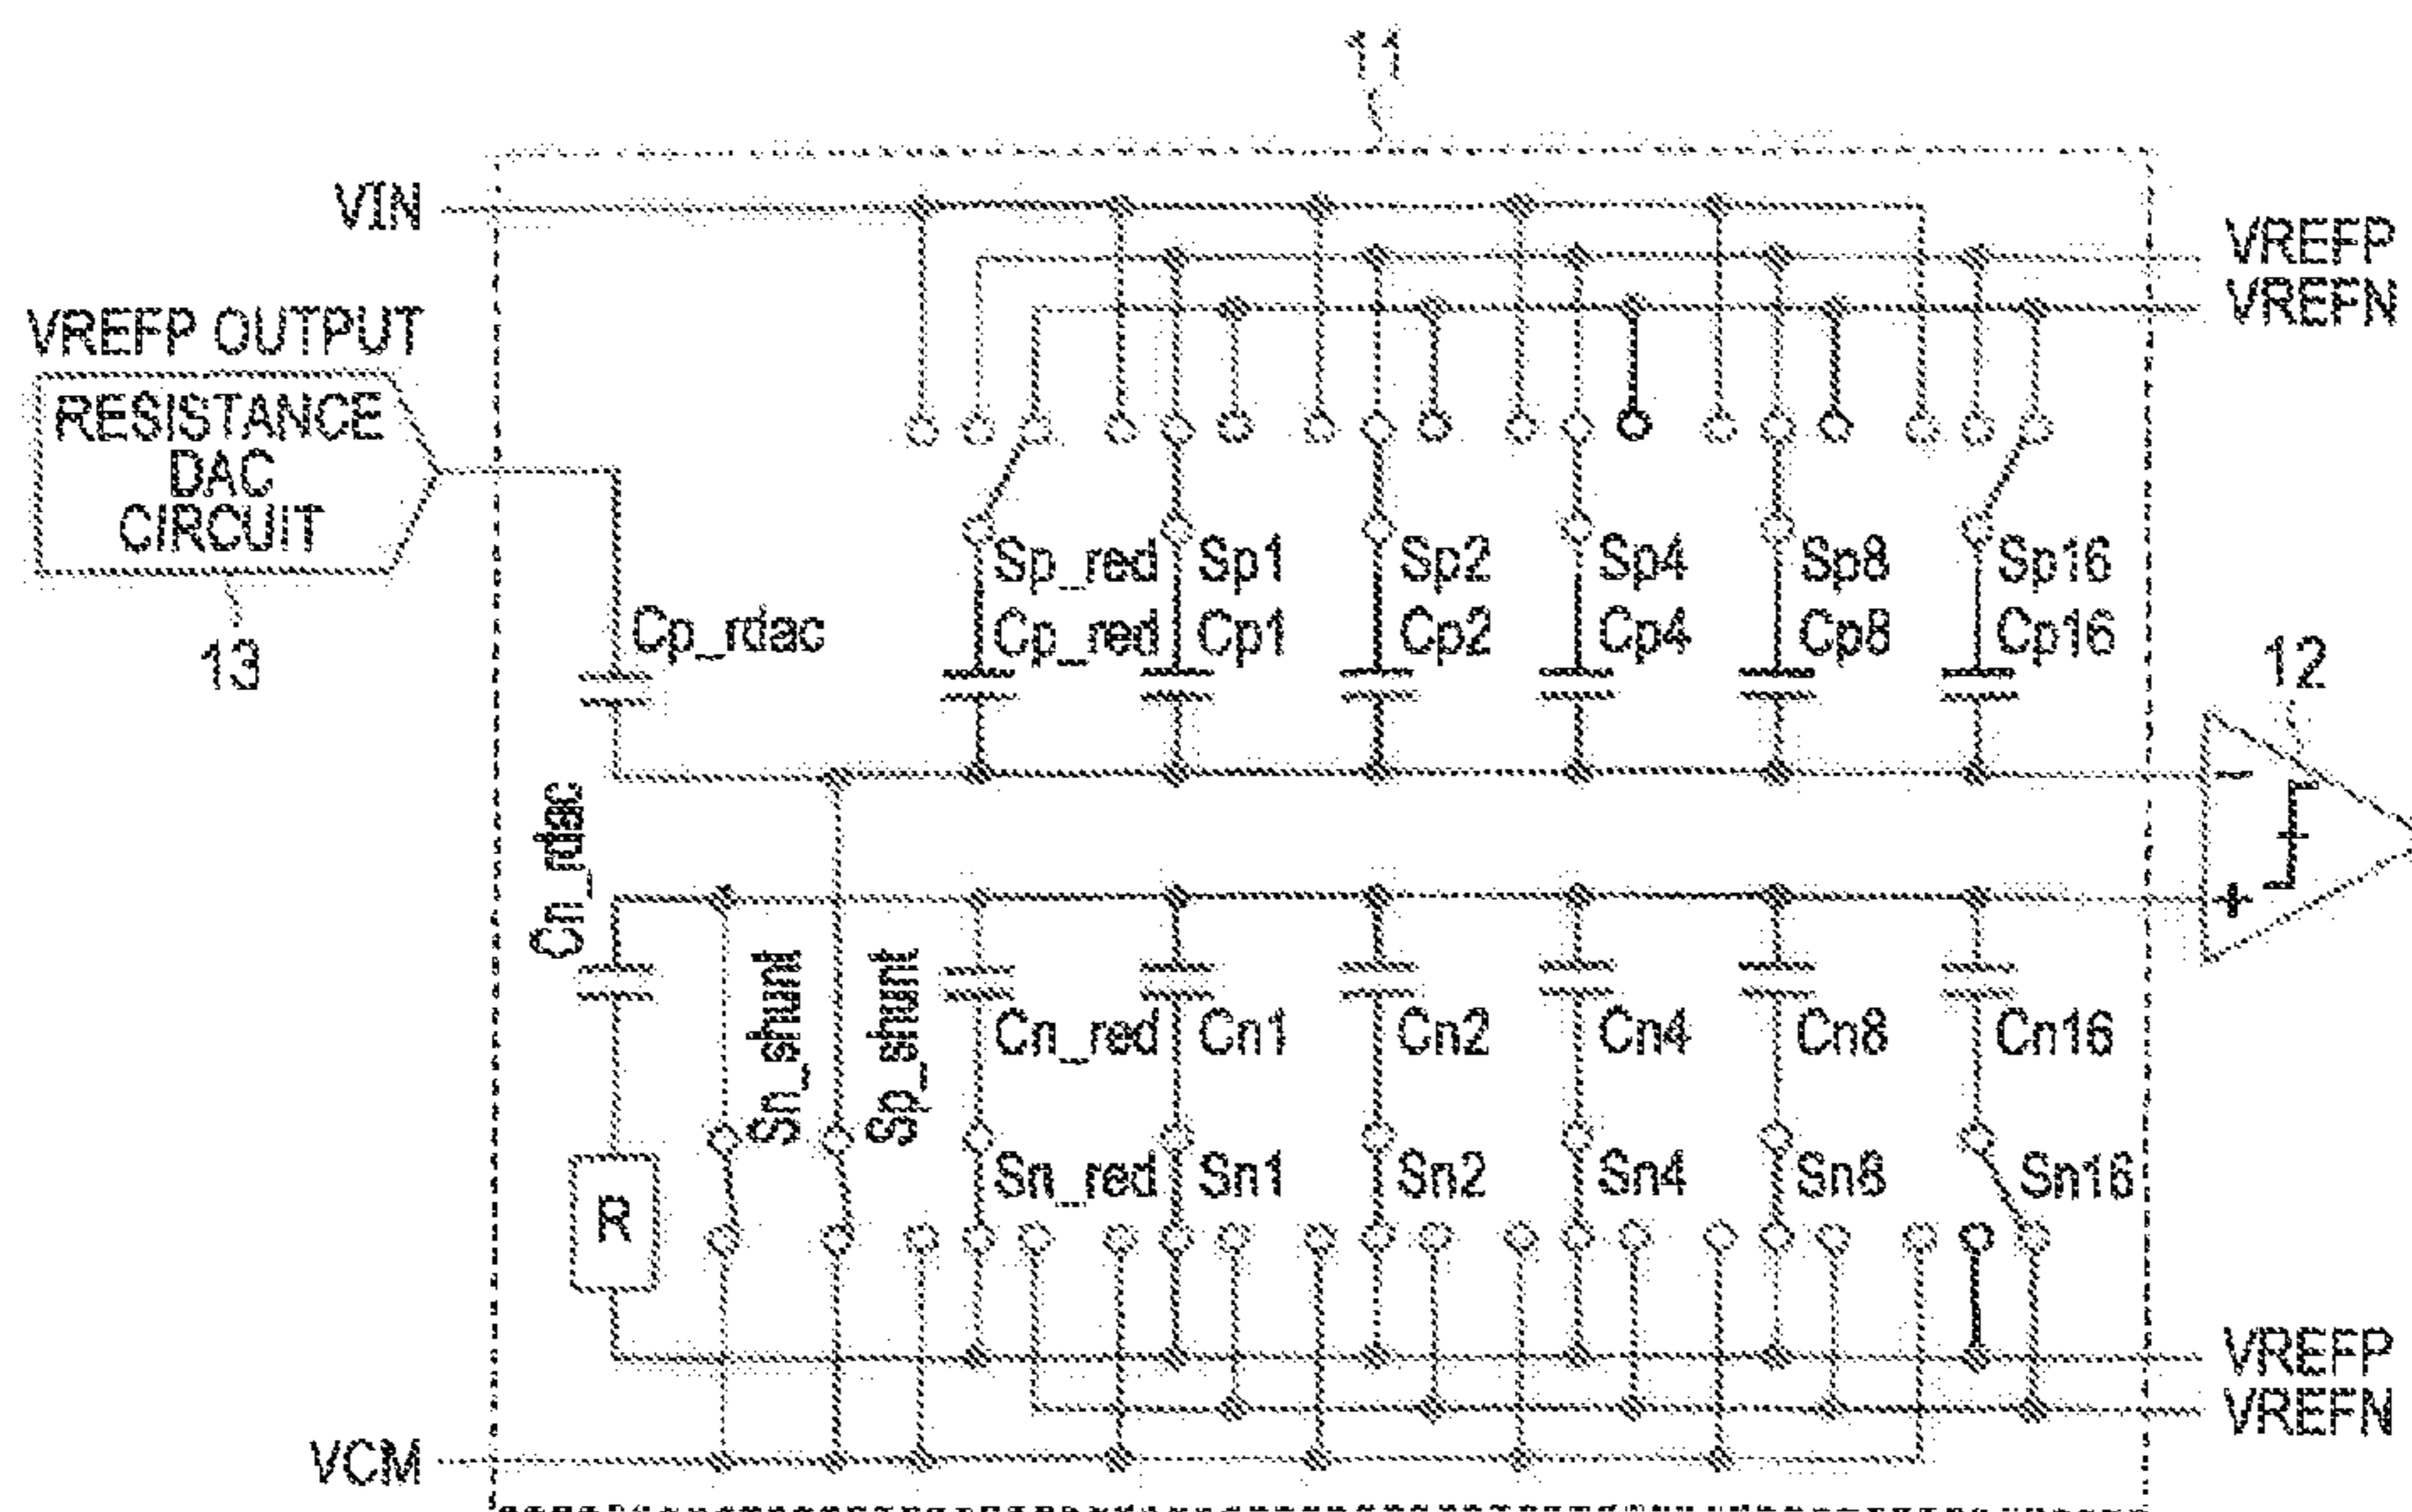 11
VIN
VREFP
VREFN
VREFP OUTPUT
RESISTANCE
DAC
CIRCUIT
13
Sp_red Sp1 Sp2 Sp4 Sp8 Sp16
Cp_rdac Cp_red Cp1 Cp2 Cp4 Cp8 Cp16
12
−
Cn_rdac
+
Sn_shunt
Sp_shunt
Cn_red Cn1 Cn2 Cn4 Cn8 Cn16
Sn_red Sn1 Sn2 Sn4 Sn8 Sn16
R
VREFP
VREFN
VCM